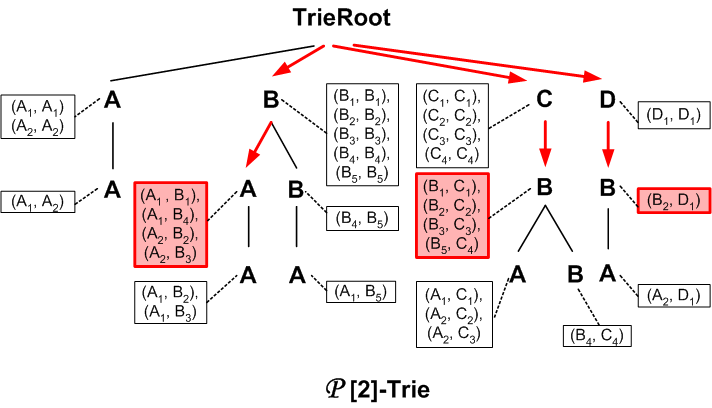 TrieRoot
A
B
C
D
(A₁, A₁)
(A₂, A₂)
(B₁, B₁),
(B₂, B₂),
(B₃, B₃),
(B₄, B₄),
(B₅, B₅)
(C₁, C₁),
(C₂, C₂),
(C₃, C₃),
(C₄, C₄)
(D₁, D₁)
A
A
B
B
B
(A₁, A₂)
(A₁ , B₁),
(A₁, B₄),
(A₂, B₂),
(A₂, B₃)
(B₄, B₅)
(B₁, C₁),
(B₂, C₂),
(B₃, C₃),
(B₅, C₄)
(B₂, D₁)
A
A
A
B
A
(A₁, B₂),
(A₁, B₃)
(A₁, B₅)
(A₁, C₁),
(A₂, C₂),
(A₂, C₃)
(B₄, C₄)
(A₂, D₁)
𝒫 [2]-Trie